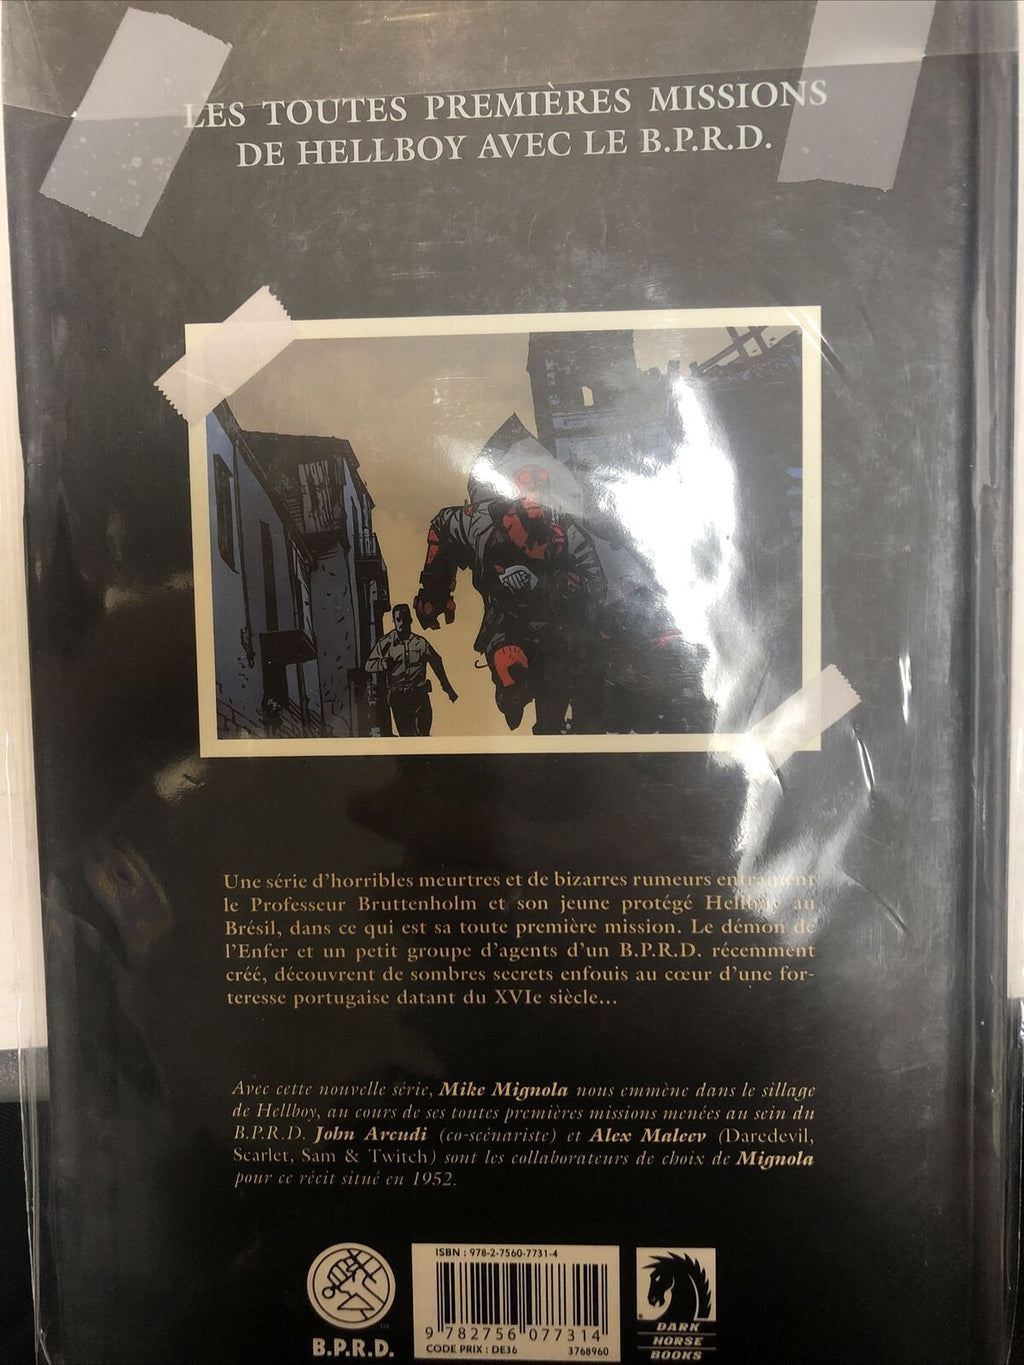 LES TOUTES PREMIÈRES MISSIONS
DE HELLBOY AVEC LE B.P.R.D.
Une série d'horribles meurtres et de bizarres rumeurs entraînent
le Professeur Bruttenholm et son jeune protégé Hellboy au
Brésil, dans ce qui est sa toute première mission. Le démon de
l'Enfer et un petit groupe d'agents d'un B.P.R.D. récemment
créé, découvrent de sombres secrets enfouis au cœur d'une for-
teresse portugaise datant du XVIe siècle...
Avec cette nouvelle série, Mike Mignola nous emmène dans le sillage
de Hellboy, au cours de ses toutes premières missions menées au sein du
B.P.R.D. John Arcudi (co-scénariste) et Alex Maleev (Daredevil,
Scarlet, Sam & Twitch) sont les collaborateurs de choix de Mignola
pour ce récit situé en 1952.
B.P.R.D.
TM
ISBN : 978-2-7560-7731-4
9 782756 077314
CODE PRIX : DE36 3768960
DARK
HORSE
BOOKS